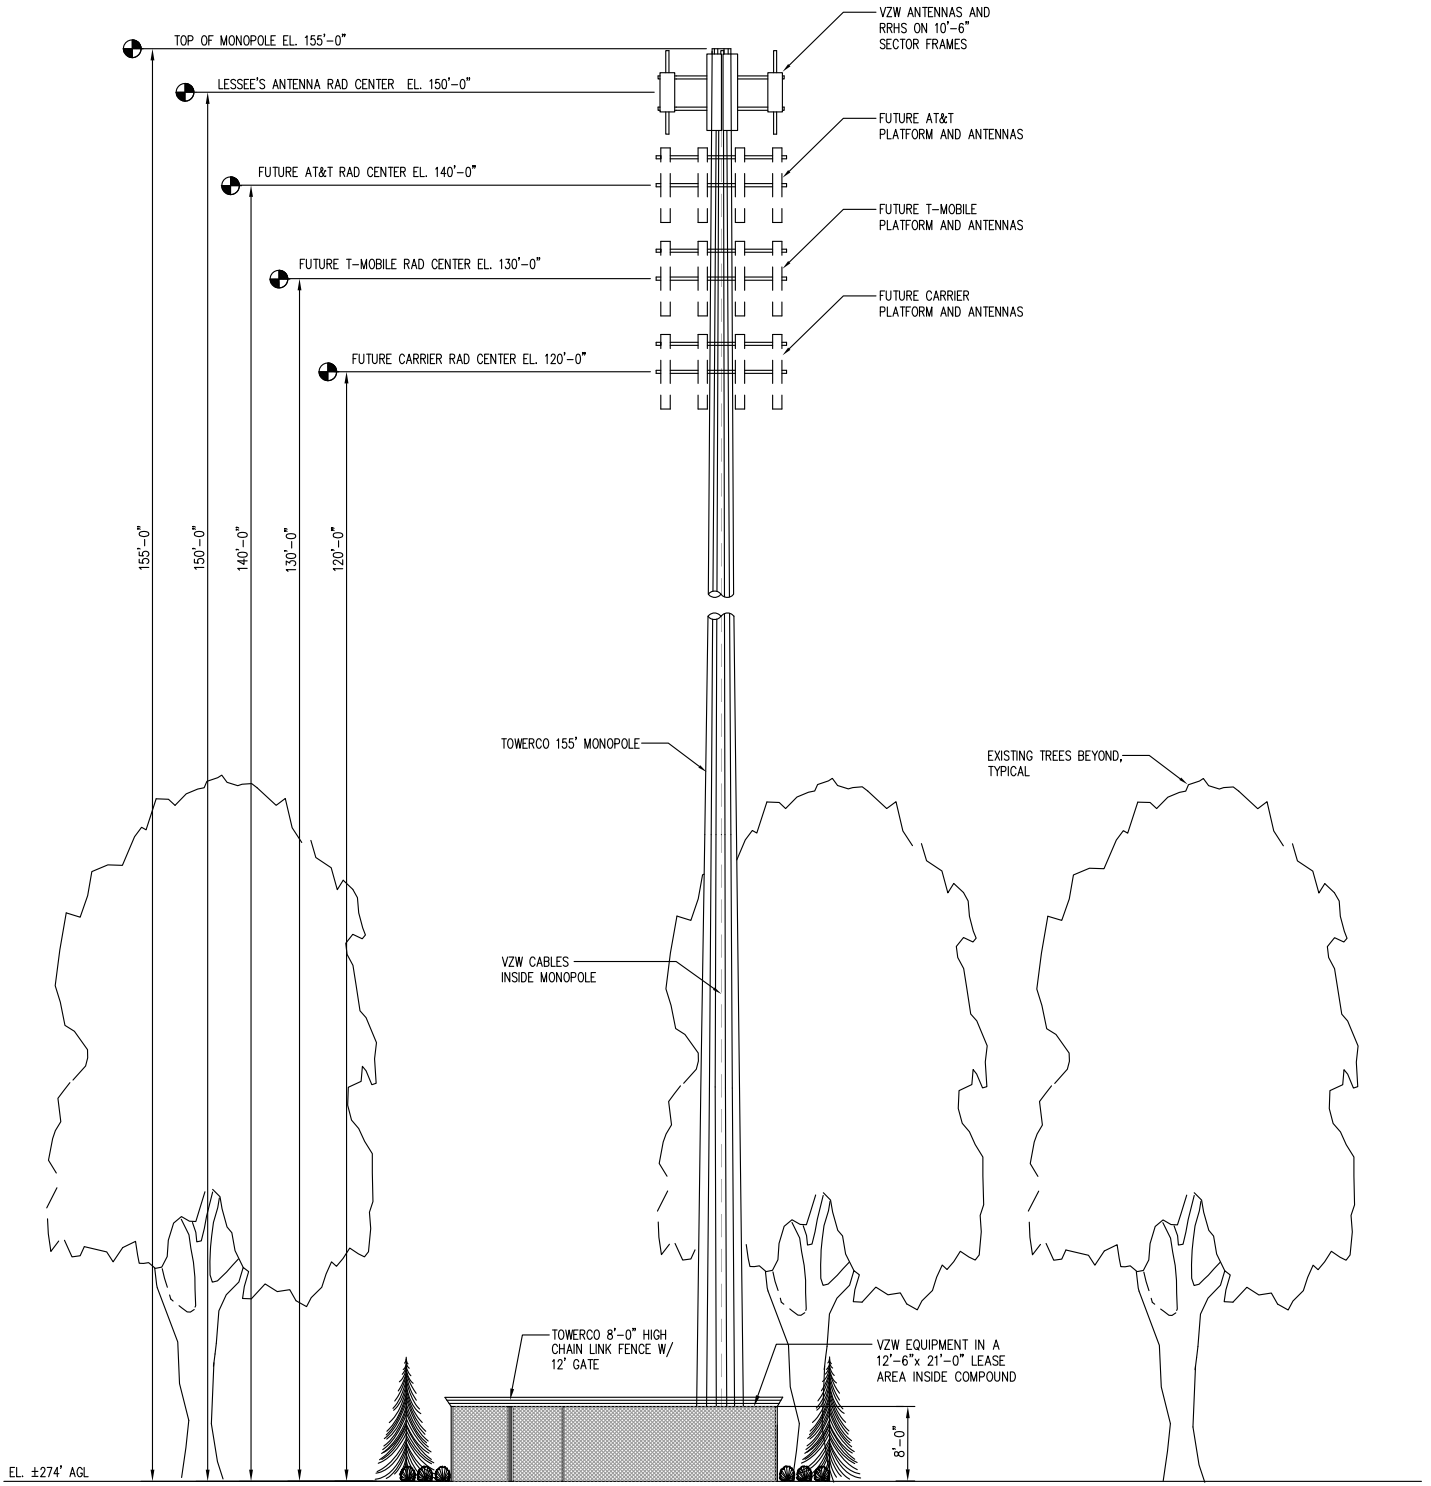 VZW ANTENNAS AND
RRHS ON 10'-6"
SECTOR FRAMES
TOP OF MONOPOLE EL. 155'-0"
LESSEE'S ANTENNA RAD CENTER EL. 150'-0"
FUTURE AT&T
PLATFORM AND ANTENNAS
FUTURE AT&T RAD CENTER EL. 140'-0"
FUTURE T-MOBILE
PLATFORM AND ANTENNAS
FUTURE T-MOBILE RAD CENTER EL. 130'-0"
FUTURE CARRIER
PLATFORM AND ANTENNAS
FUTURE CARRIER RAD CENTER EL. 120'-0"
155'-0"
150'-0"
140'-0"
130'-0"
120'-0"
TOWERCO 155' MONOPOLE
EXISTING TREES BEYOND,
TYPICAL
VZW CABLES
INSIDE MONOPOLE
TOWERCO 8'-0" HIGH
CHAIN LINK FENCE W/
12' GATE
VZW EQUIPMENT IN A
12'-6"x 21'-0" LEASE
AREA INSIDE COMPOUND
8'-0"
EL. ±274' AGL